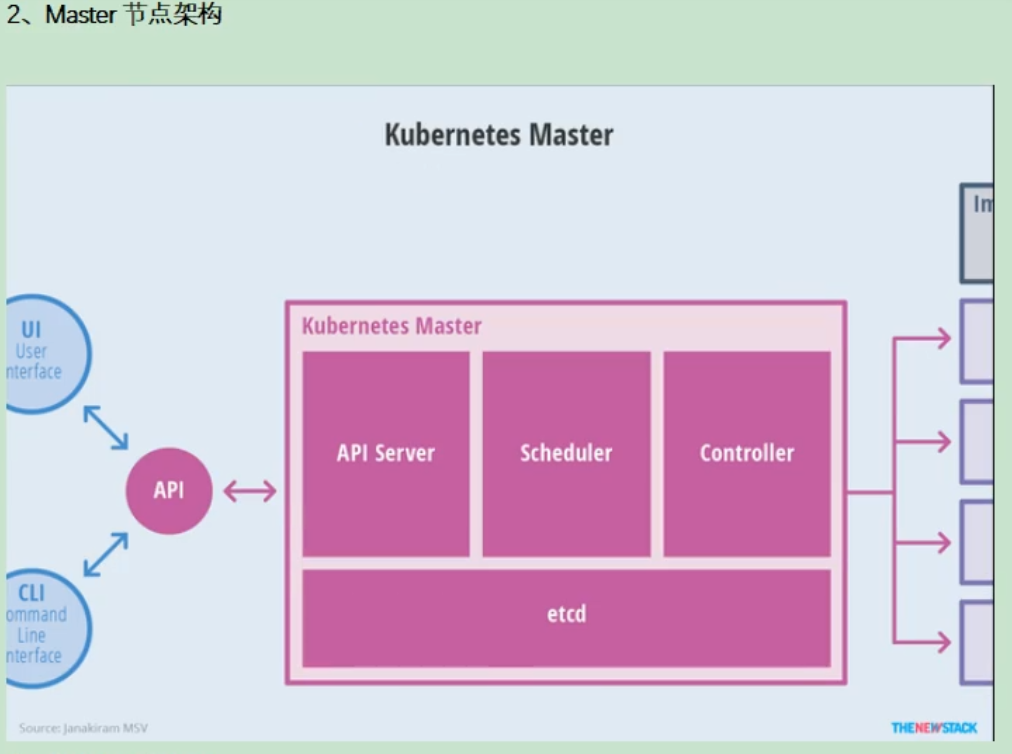 2、Master 节点架构
Kubernetes Master
Im
UI
User
nterface
Kubernetes Master
API Server
Scheduler
Controller
API
etcd
CLI
ommand
Line
nterface
Source: Janakiram MSV
THENEWSTACK